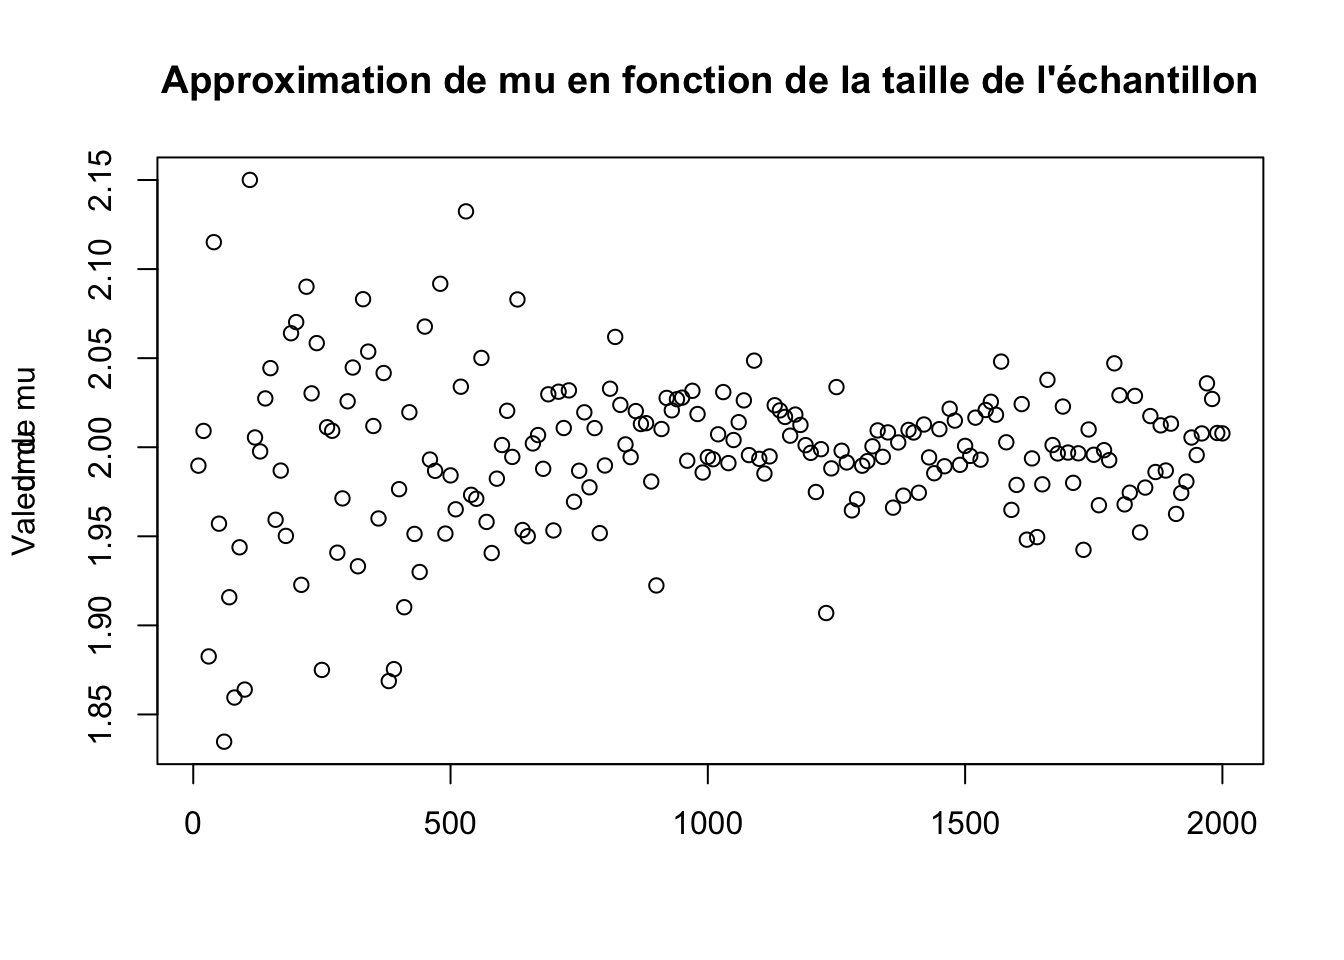 Approximation de mu en fonction de la taille de l'échantillon
2.15
2.10
2.05
2.00
1.95
1.90
1.85
mu
0 500 1000 1500 2000